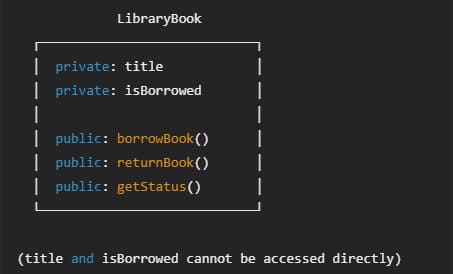 LibraryBook
private: title
private: isBorrowed
public: borrowBook()
public: returnBook()
public: getStatus()
(title and isBorrowed cannot be accessed directly)